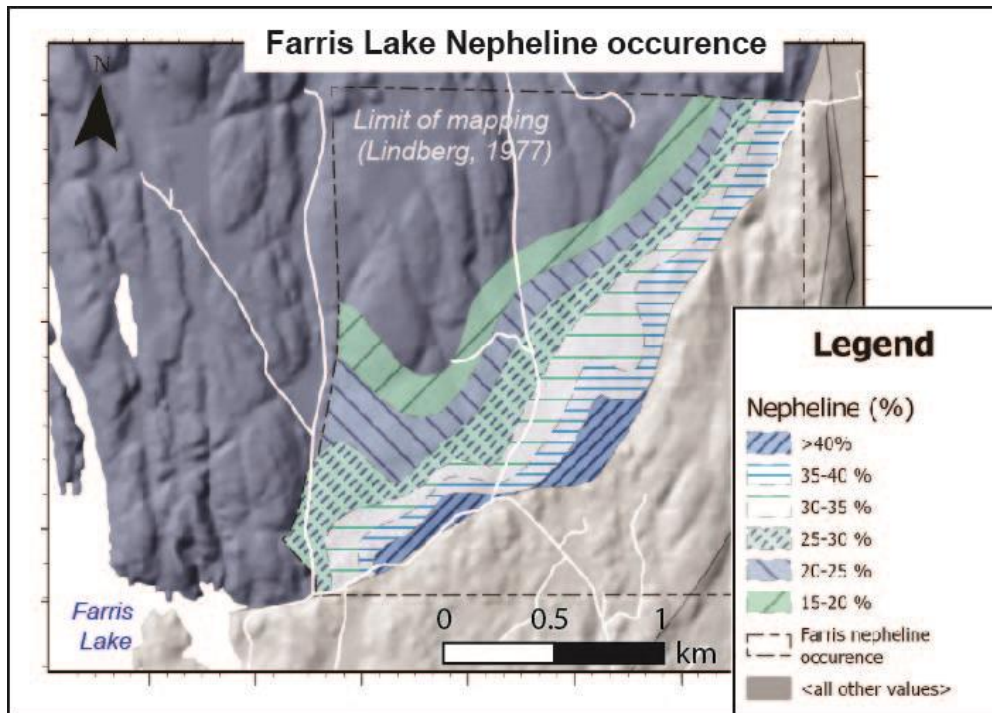 Farris Lake Nepheline occurence
N
Limit of mapping
(Lindberg, 1977)
Farris
Lake
0 0.5 1
km
Legend
Nepheline (%)
>40%
35-40 %
30-35 %
25-30 %
20-25 %
15-20 %
Farris nepheline
occurence
<all other values>